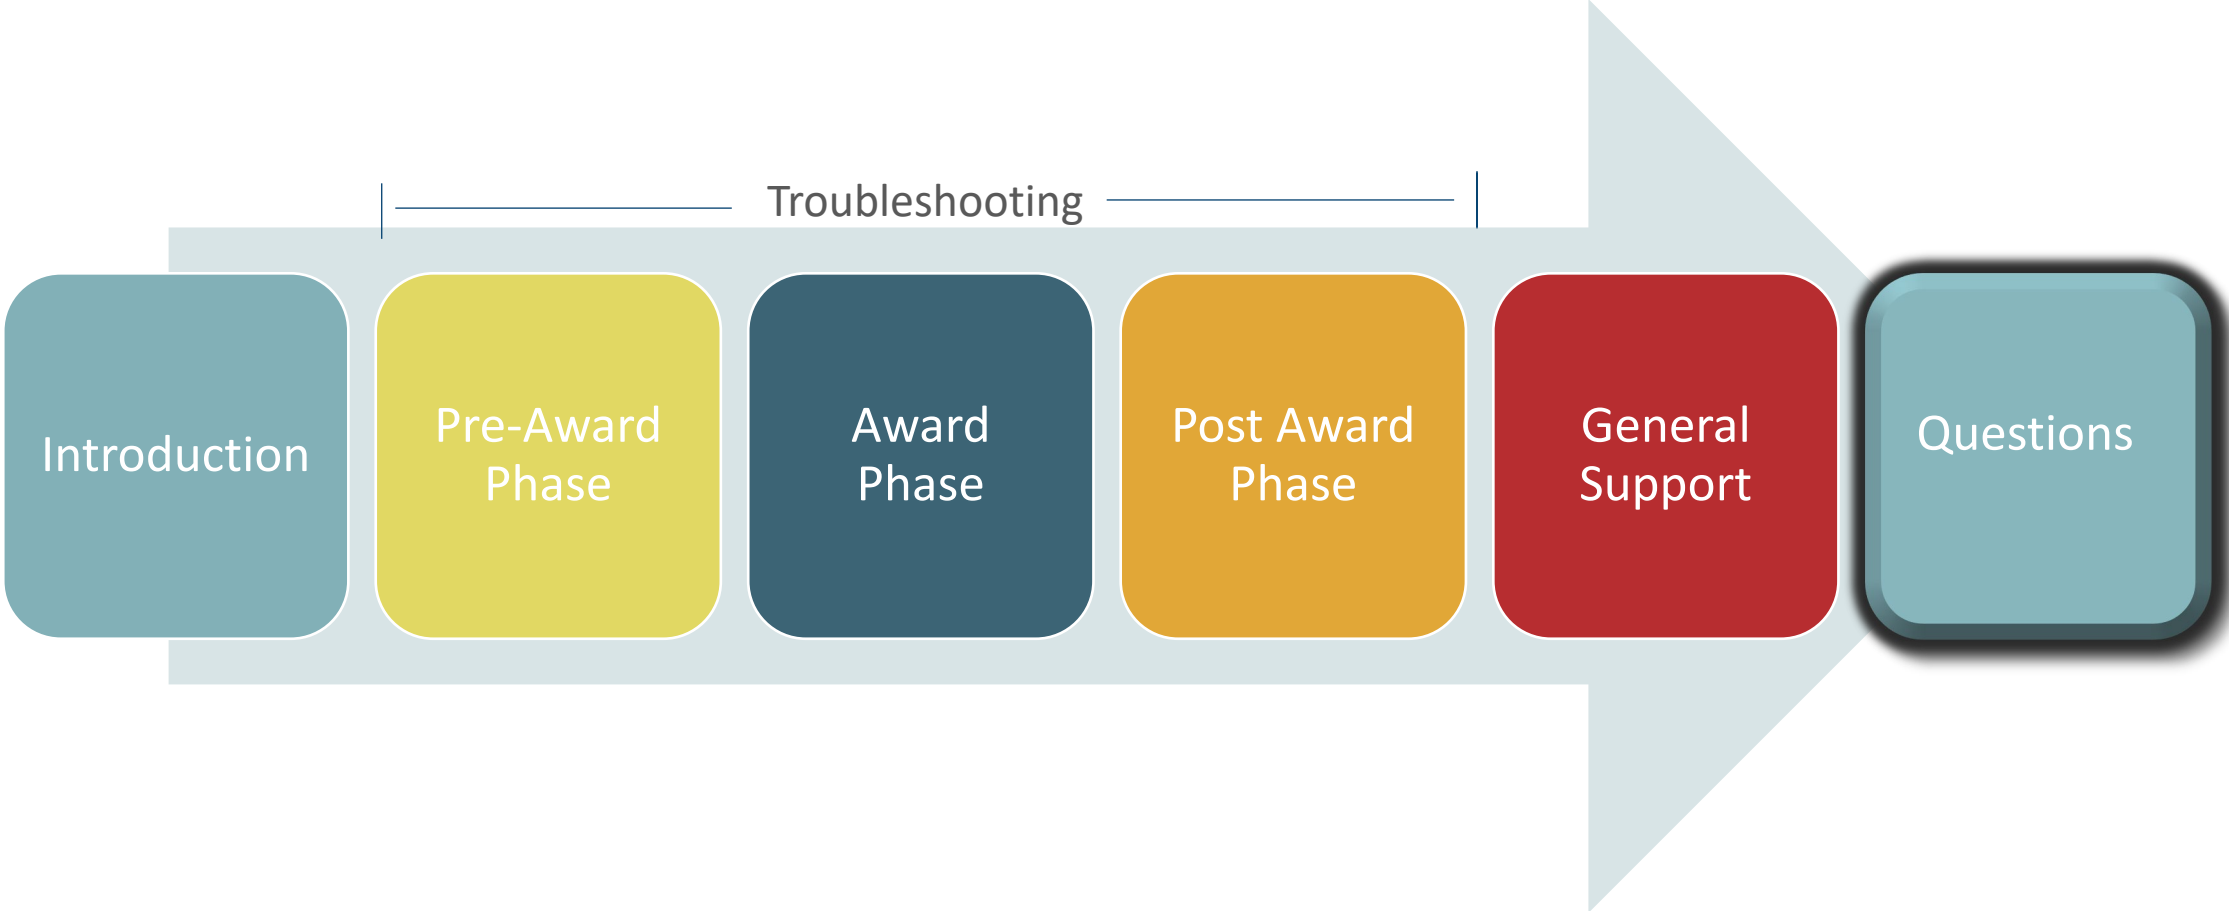 Troubleshooting
Introduction
Pre-Award
Phase
Award
Phase
Post Award
Phase
General
Support
Questions